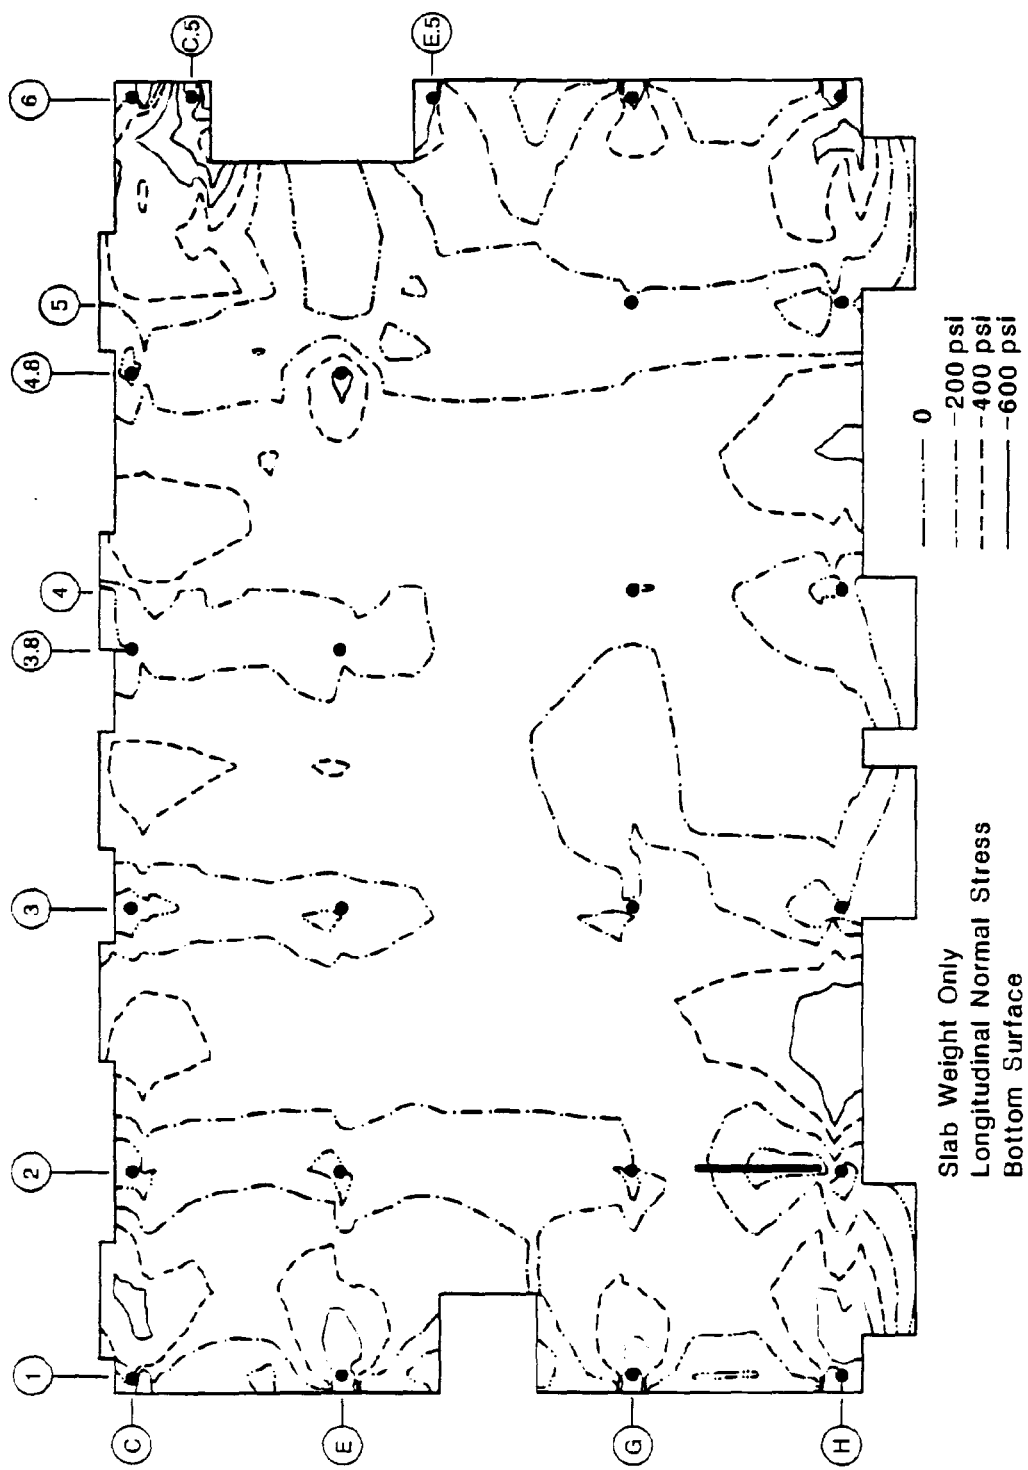 6
5
4.8
4
3.8
3
2
1
C.5
E.5
C
E
G
H
0
-200 psi
-400 psi
-600 psi
Slab Weight Only
Longitudinal Normal Stress
Bottom Surface